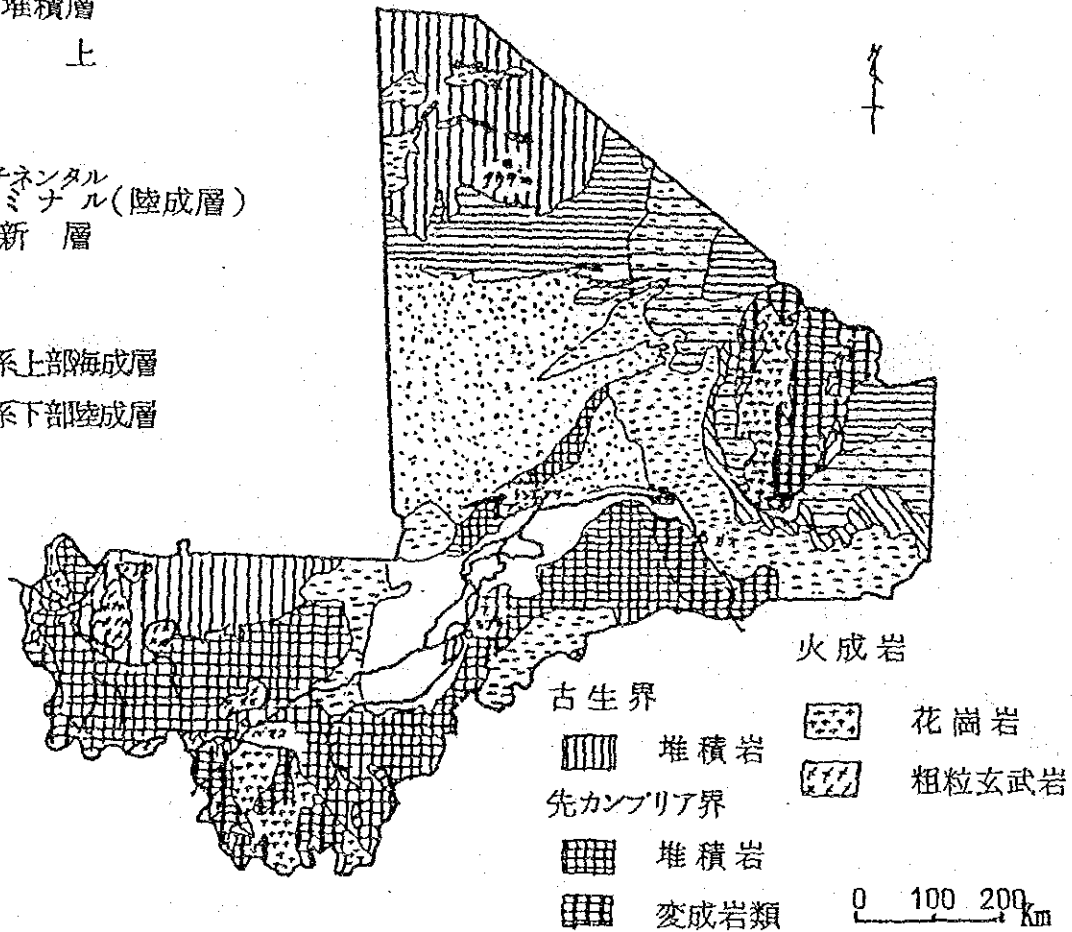 堆積層
上
チネンタル
ミナル(陸成層)
新層
系上部海成層
系下部陸成層
火成岩
古生界
花崗岩
堆積岩
粗粒玄武岩
先カンブリア界
堆積岩
変成岩類
0 100 200Km